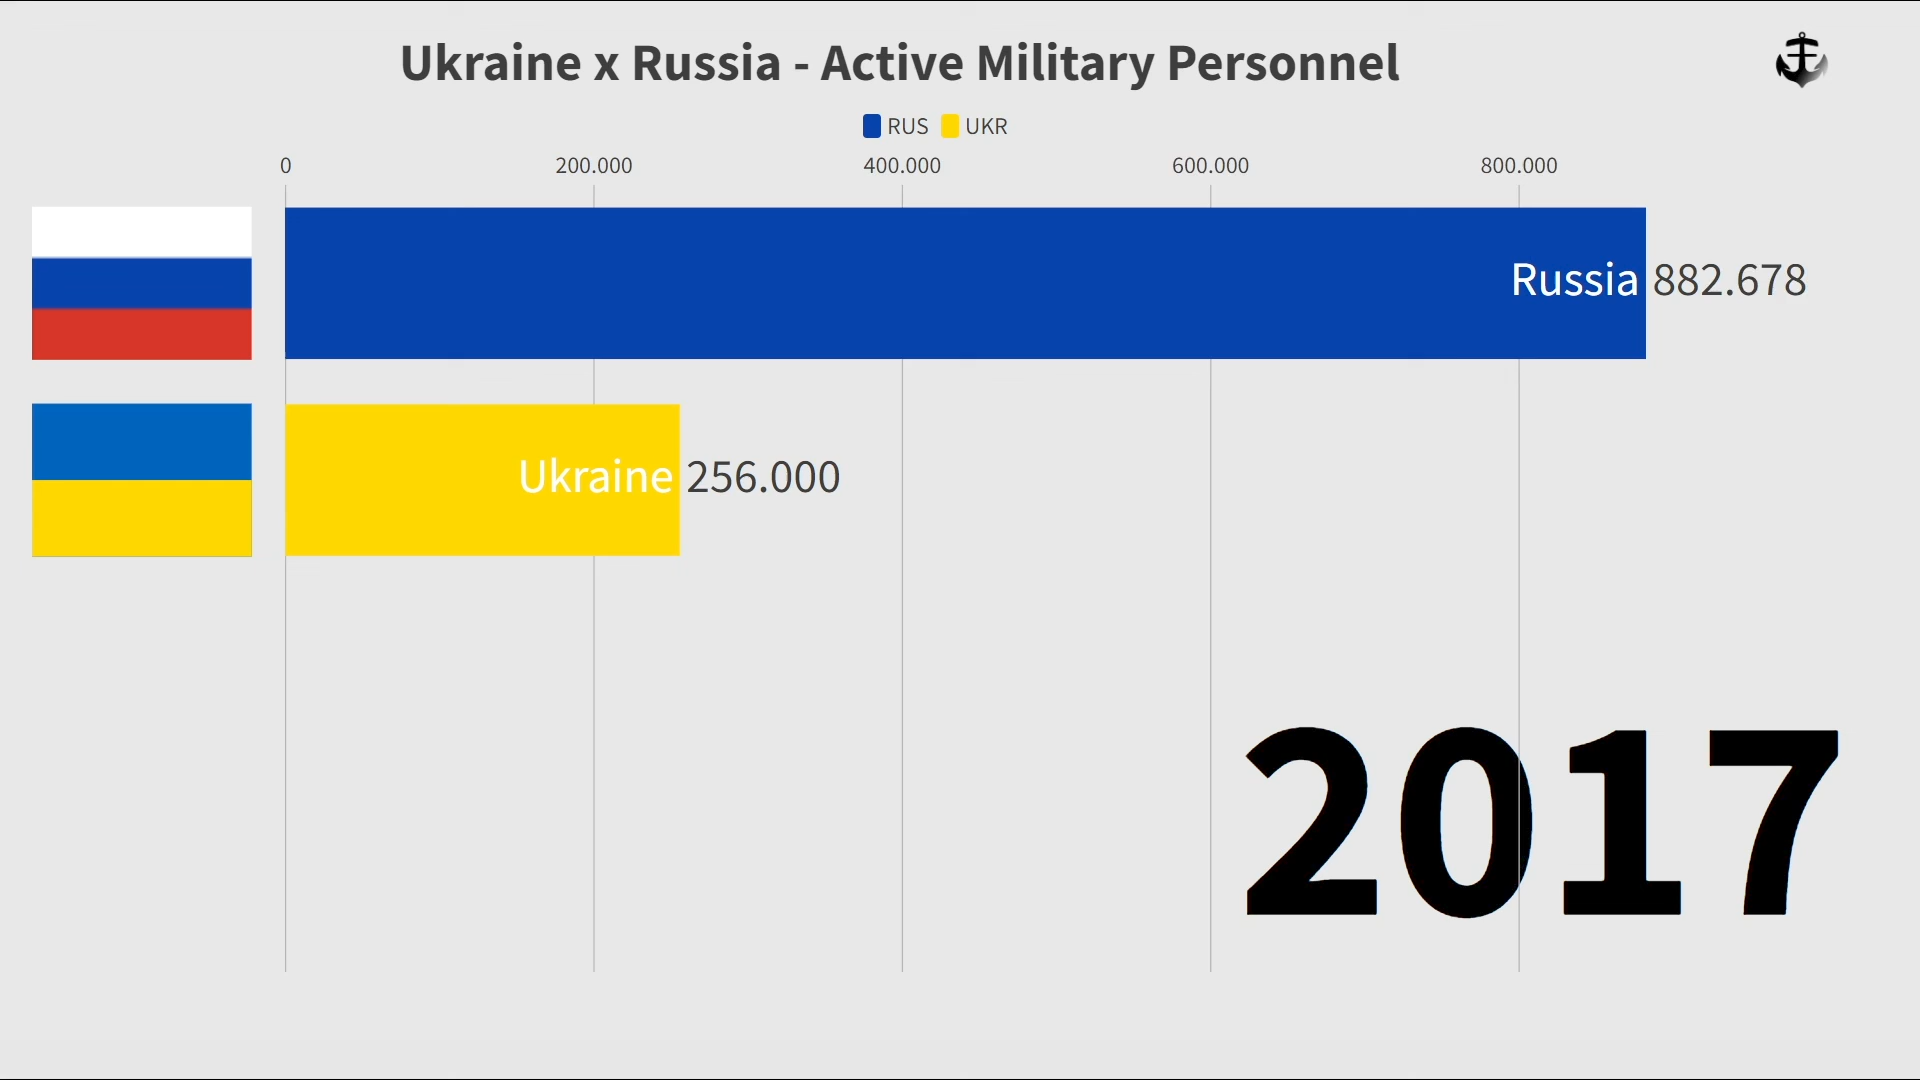 Ukraine x Russia - Active Military Personnel
RUS UKR
0 200.000 400.000 600.000 800.000
Russia 882.678
Ukraine 256.000
2017